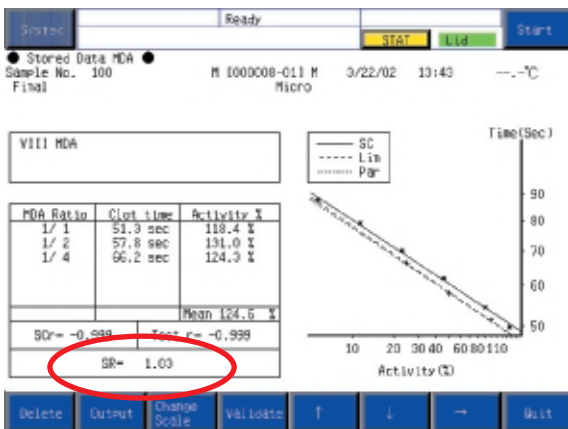 System Ready STAT Lid Start
● Stored Data MDA ●
Sample No. 100 M [000008-01] M 3/22/02 13:43 --.-℃
Final Micro
VIII MDA
SC
Lin
Par
Time(Sec)
MDA Ratio Clot time Activity %
1/ 1 51.3 sec 118.4 %
1/ 2 57.8 sec 131.0 %
1/ 4 66.2 sec 124.3 %
Mean 124.6 %
SCr= -0.999 Test r= -0.999
SR= 1.03
90
80
70
60
50
10 20 30 40 60 80 110
Activity(%)
Delete Output Change Scale Validate ↑ ↓ → Quit